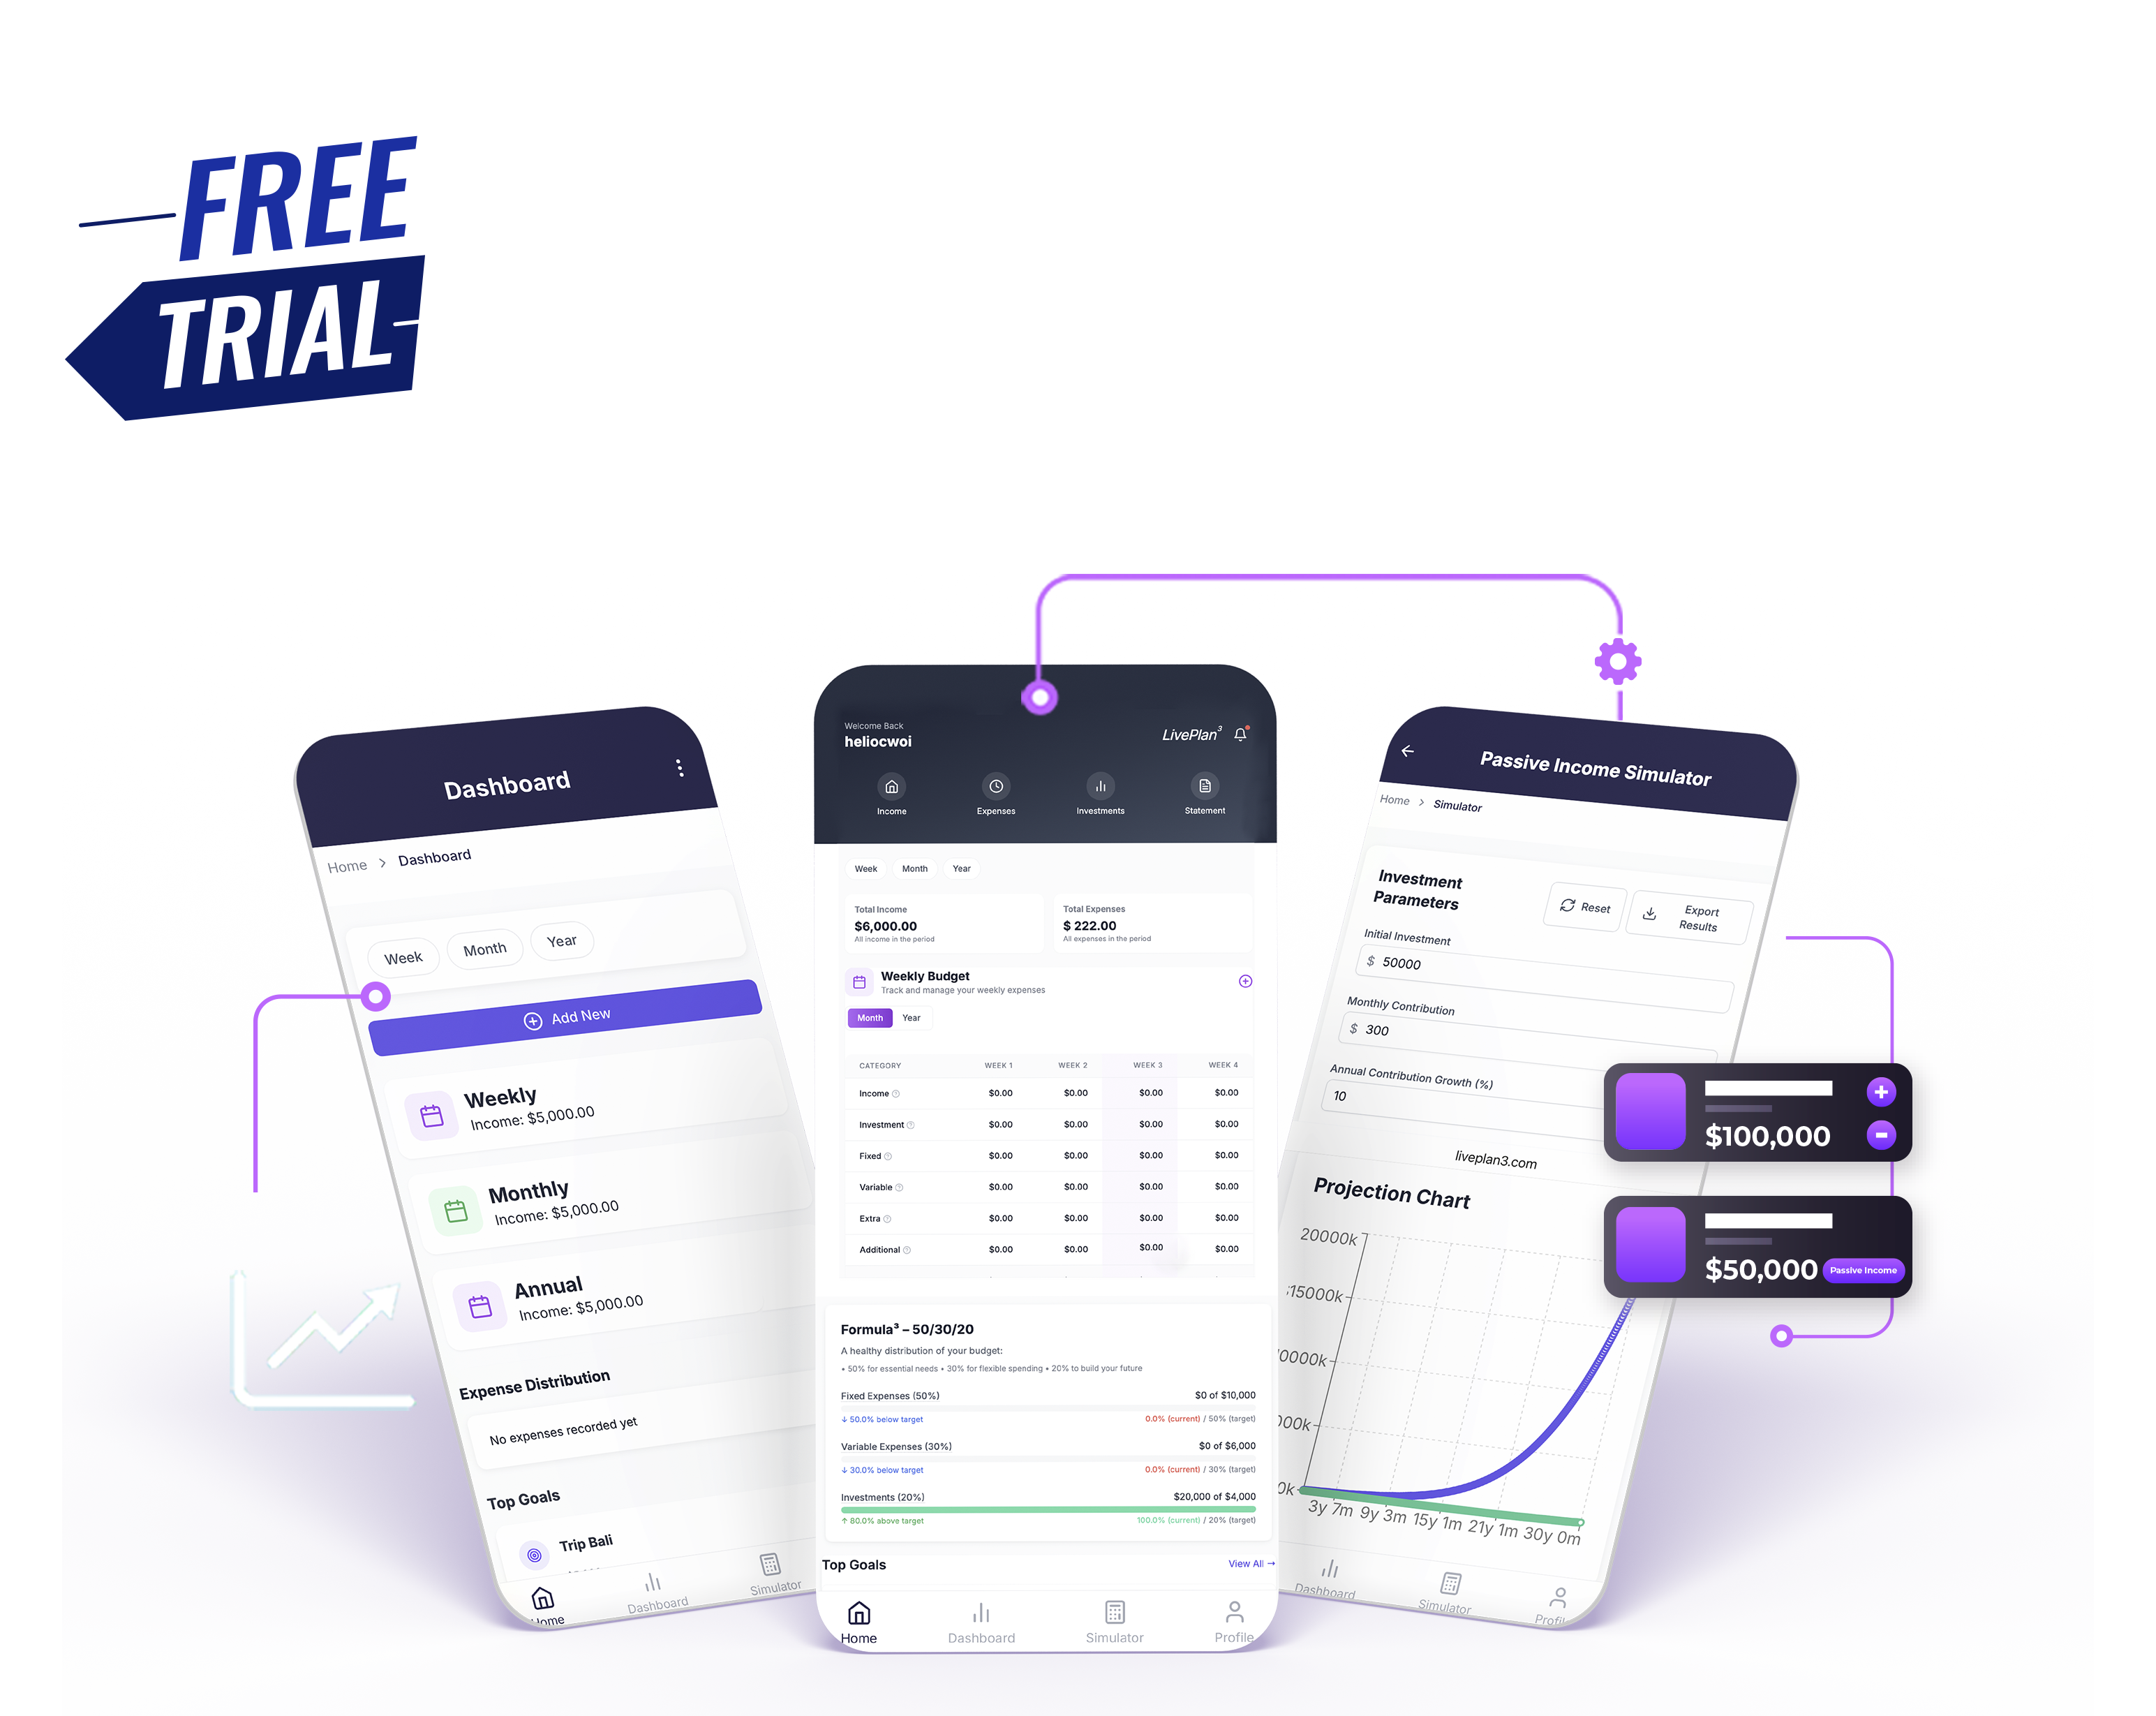 FREE
TRIAL
Dashboard
Home > Dashboard
Week Month Year
Add New
Weekly
Income: $5,000.00
Monthly
Income: $5,000.00
Annual
Income: $5,000.00
Expense Distribution
No expenses recorded yet
Top Goals
Trip Bali
Home Dashboard Simulator
Welcome Back
heliocwoi
LivePlan³
Income Expenses Investments Statement
Week Month Year
Total Income
$6,000.00
All income in the period
Total Expenses
$ 222.00
All expenses in the period
Weekly Budget
Track and manage your weekly expenses
Month Year
CATEGORY WEEK 1 WEEK 2 WEEK 3 WEEK 4
Income $0.00 $0.00 $0.00 $0.00
Investment $0.00 $0.00 $0.00 $0.00
Fixed $0.00 $0.00 $0.00 $0.00
Variable $0.00 $0.00 $0.00 $0.00
Extra $0.00 $0.00 $0.00 $0.00
Additional $0.00 $0.00 $0.00 $0.00
Formula³ – 50/30/20
A healthy distribution of your budget:
• 50% for essential needs • 30% for flexible spending • 20% to build your future
Fixed Expenses (50%) $0 of $10,000
↓ 50.0% below target 0.0% (current) / 50% (target)
Variable Expenses (30%) $0 of $6,000
↓ 30.0% below target 0.0% (current) / 30% (target)
Investments (20%) $20,000 of $4,000
↑ 80.0% above target 100.0% (current) / 20% (target)
Top Goals View All →
Home Dashboard Simulator Profile
Passive Income Simulator
Home > Simulator
Investment
Parameters
Reset
Export
Results
Initial Investment
$ 50000
Monthly Contribution
$ 300
Annual Contribution Growth (%)
10
liveplan3.com
Projection Chart
20000k
15000k
0000k
000k
0k
3y 7m 9y 3m 15y 1m 21y 1m 30y 0m
Dashboard Simulator Profil
$100,000
$50,000 Passive Income